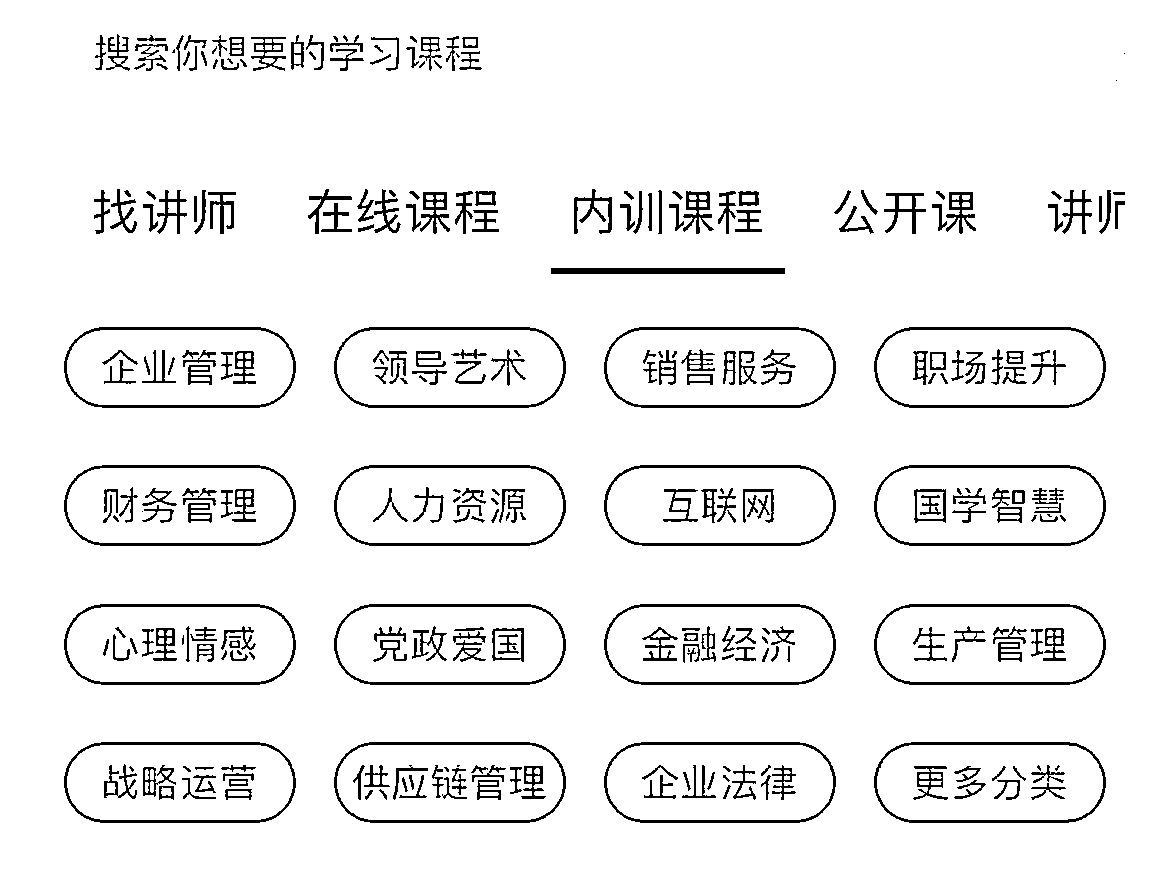 搜索你想要的学习课程
找讲师 在线课程 内训课程 公开课 讲师
企业管理 领导艺术 销售服务 职场提升
财务管理 人力资源 互联网 国学智慧
心理情感 党政爱国 金融经济 生产管理
战略运营 供应链管理 企业法律 更多分类